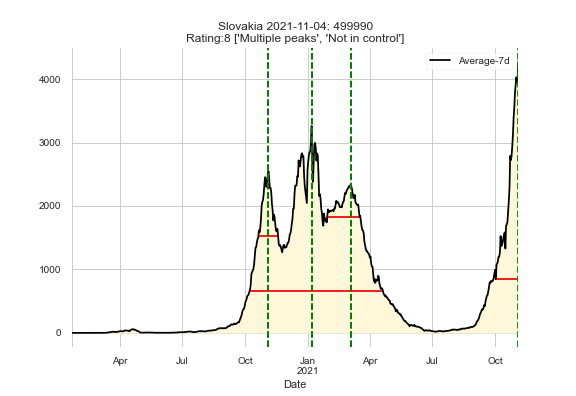 Slovakia 2021-11-04: 499990
Rating:8 ['Multiple peaks', 'Not in control']
Average-7d
4000
3000
2000
1000
0
Apr
Jul
Oct
Jan
2021
Apr
Jul
Oct
Date